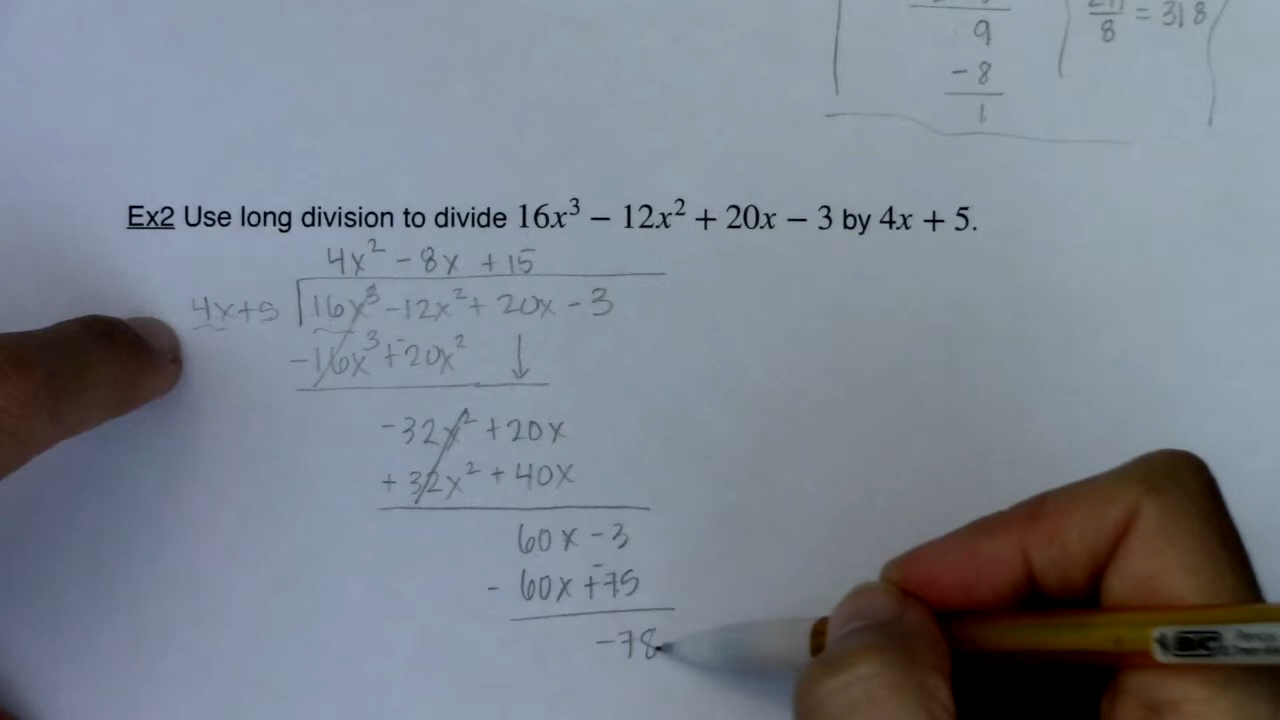 9
8 = 318
- 8
1
Ex2 Use long division to divide 16x³ − 12x² + 20x − 3 by 4x + 5.
4x² - 8x + 15
4x+5 16x³ - 12x² + 20x - 3
-16x³ + -20x² ↓
-32x² + 20x
+ 32x² + 40x
60x - 3
- 60x + -75
-78
BIC